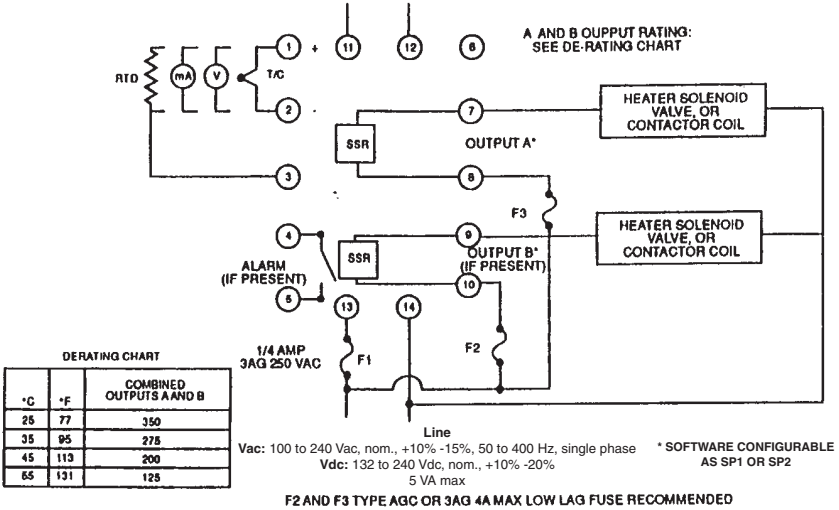 A AND B OUPPUT RATING:
SEE DE-RATING CHART
1 + 11 12 6
RTD mA V T/C
2 -
7
HEATER SOLENOID
VALVE, OR
CONTACTOR COIL
SSR
OUTPUT A*
3
8
F3
4
9
HEATER SOLENOID
VALVE, OR
CONTACTOR COIL
SSR
OUTPUT B*
(IF PRESENT)
ALARM
(IF PRESENT)
10
5
13 14
1/4 AMP
3AG 250 VAC
F1
F2
DERATING CHART
°C °F COMBINED
OUTPUTS A AND B
25 77 350
35 95 275
45 113 200
55 131 125
Line
Vac: 100 to 240 Vac, nom., +10% -15%, 50 to 400 Hz, single phase
Vdc: 132 to 240 Vdc, nom., +10% -20%
5 VA max
* SOFTWARE CONFIGURABLE
AS SP1 OR SP2
F2 AND F3 TYPE AGC OR 3AG 4A MAX LOW LAG FUSE RECOMMENDED